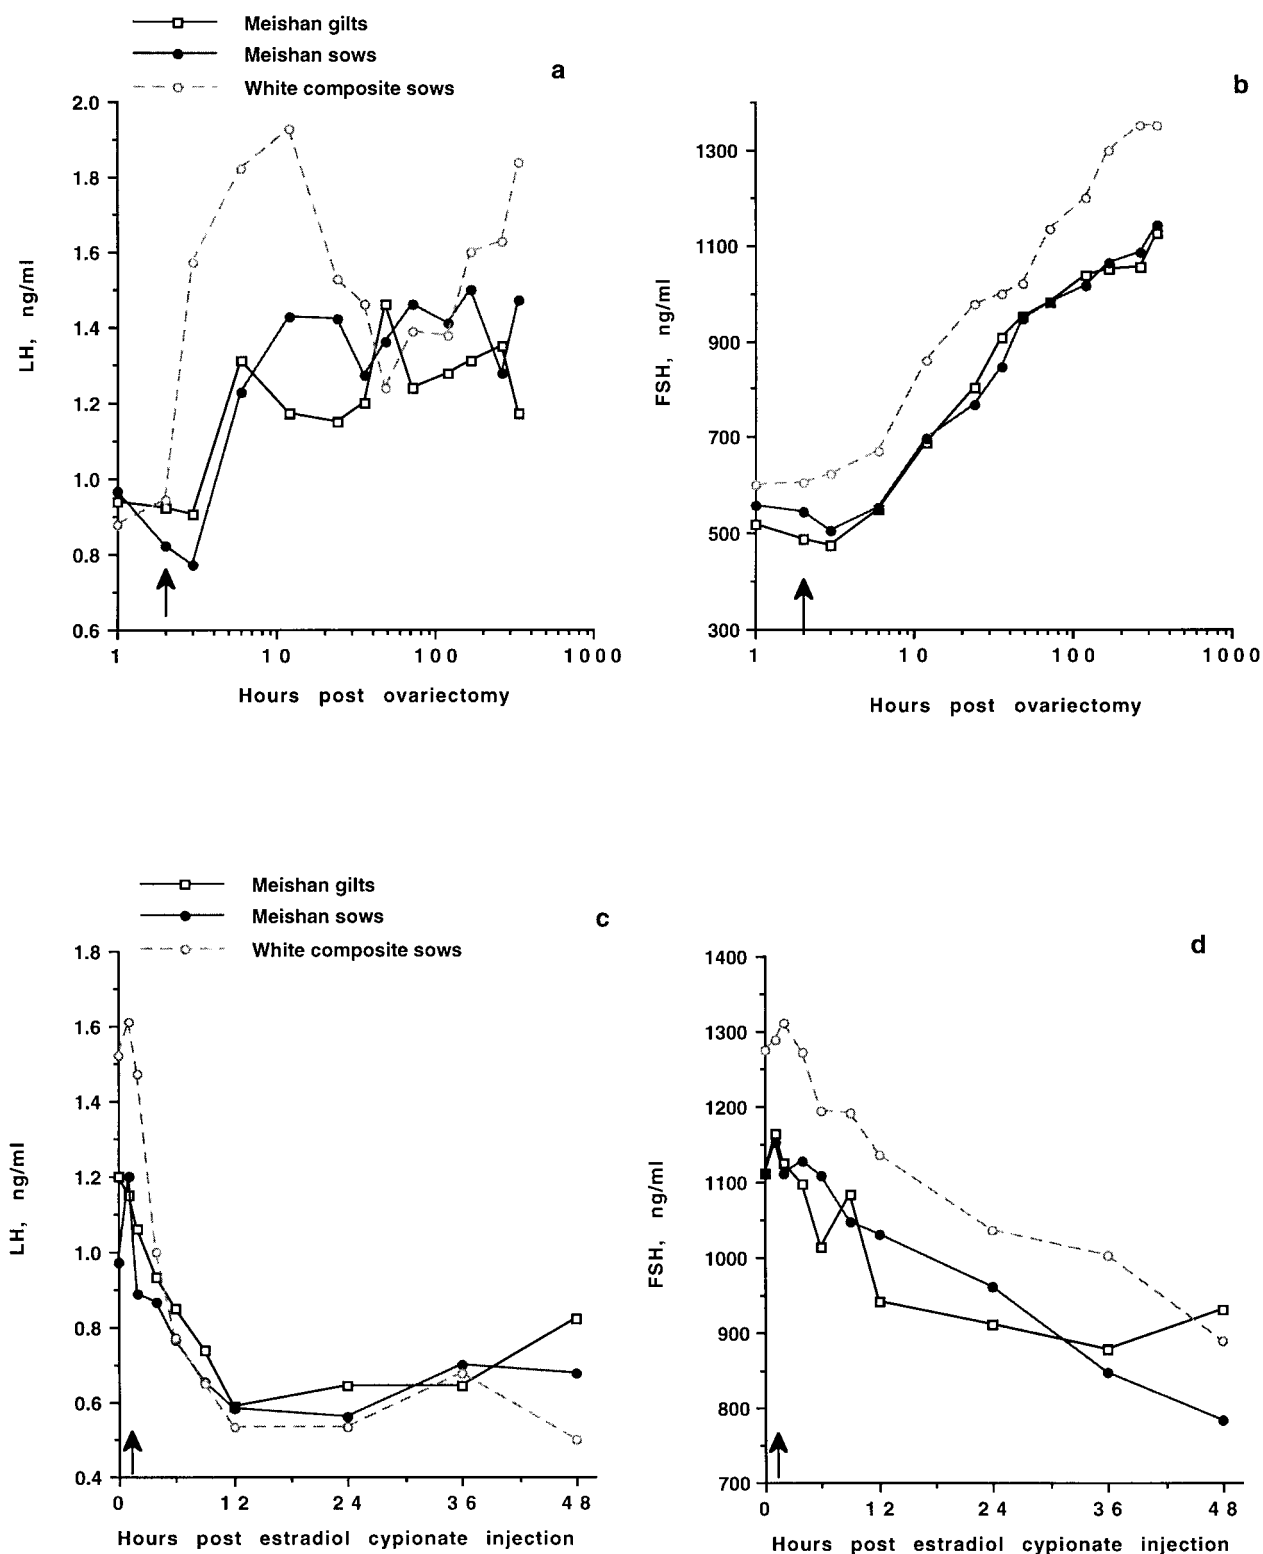 Meishan gilts
Meishan sows
White composite sows
a
b
2.0
1.8
1.6
1.4
1.2
1.0
0.8
0.6
LH, ng/ml
1 10 100 1000
Hours post ovariectomy
1300
1100
900
700
500
300
FSH, ng/ml
1 10 100 1000
Hours post ovariectomy
Meishan gilts
Meishan sows
White composite sows
c
d
1.8
1.6
1.4
1.2
1.0
0.8
0.6
0.4
LH, ng/ml
0 12 24 36 48
Hours post estradiol cypionate injection
1400
1300
1200
1100
1000
900
800
700
FSH, ng/ml
0 12 24 36 48
Hours post estradiol cypionate injection